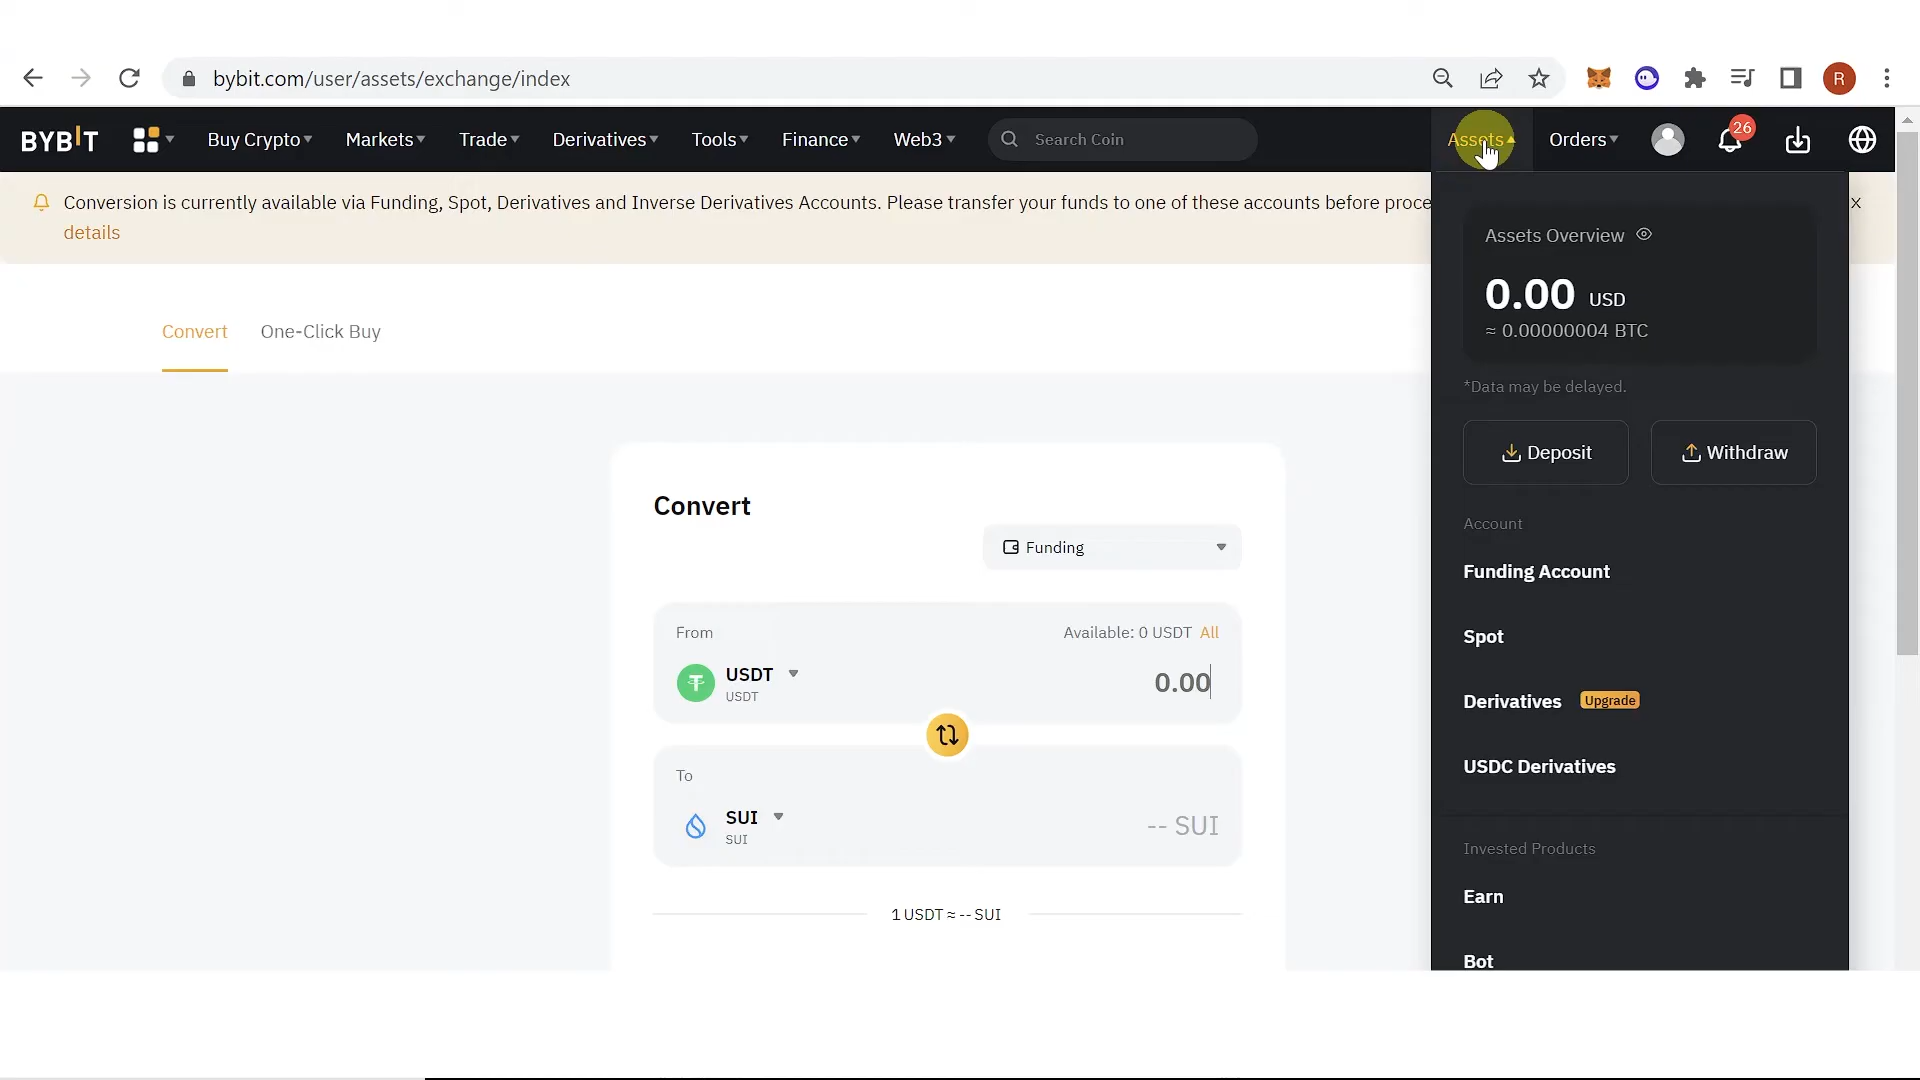 bybit.com/user/assets/exchange/index
R
BYBIT
Buy Crypto
Markets
Trade
Derivatives
Tools
Finance
Web3
Search Coin
Assets
Orders
26
Conversion is currently available via Funding, Spot, Derivatives and Inverse Derivatives Accounts. Please transfer your funds to one of these accounts before proce
details
x
Convert
One-Click Buy
Convert
Funding
From
Available: 0 USDT All
USDT
USDT
0.00
To
SUI
SUI
-- SUI
1 USDT ≈ -- SUI
Assets Overview
0.00 USD
≈ 0.00000004 BTC
*Data may be delayed.
Deposit
Withdraw
Account
Funding Account
Spot
Derivatives Upgrade
USDC Derivatives
Invested Products
Earn
Bot